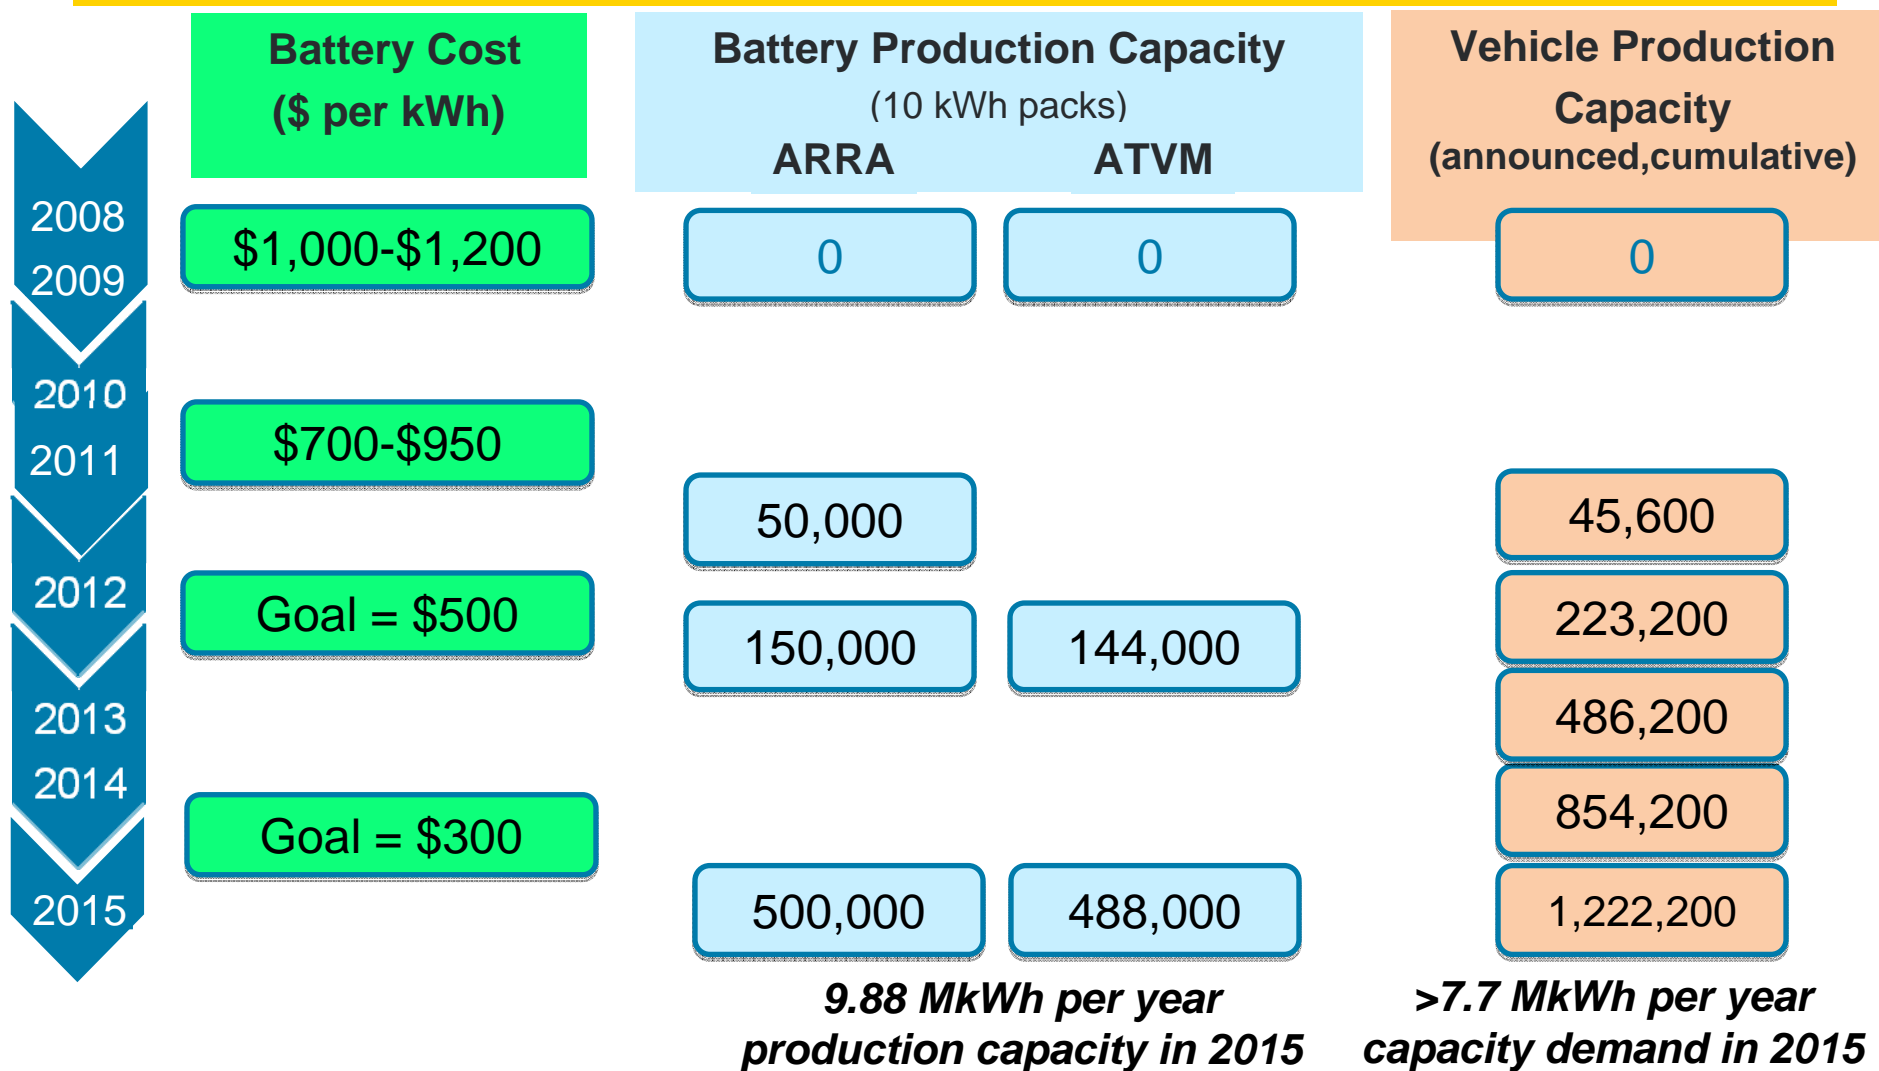 Battery Cost
($ per kWh)
Battery Production Capacity
(10 kWh packs)
ARRA ATVM
Vehicle Production
Capacity
(announced,cumulative)
2008
2009
$1,000-$1,200
0
0
0
2010
2011
$700-$950
50,000
45,600
2012
Goal = $500
150,000
144,000
223,200
2013
486,200
2014
Goal = $300
854,200
2015
500,000
488,000
1,222,200
9.88 MkWh per year
production capacity in 2015
>7.7 MkWh per year
capacity demand in 2015